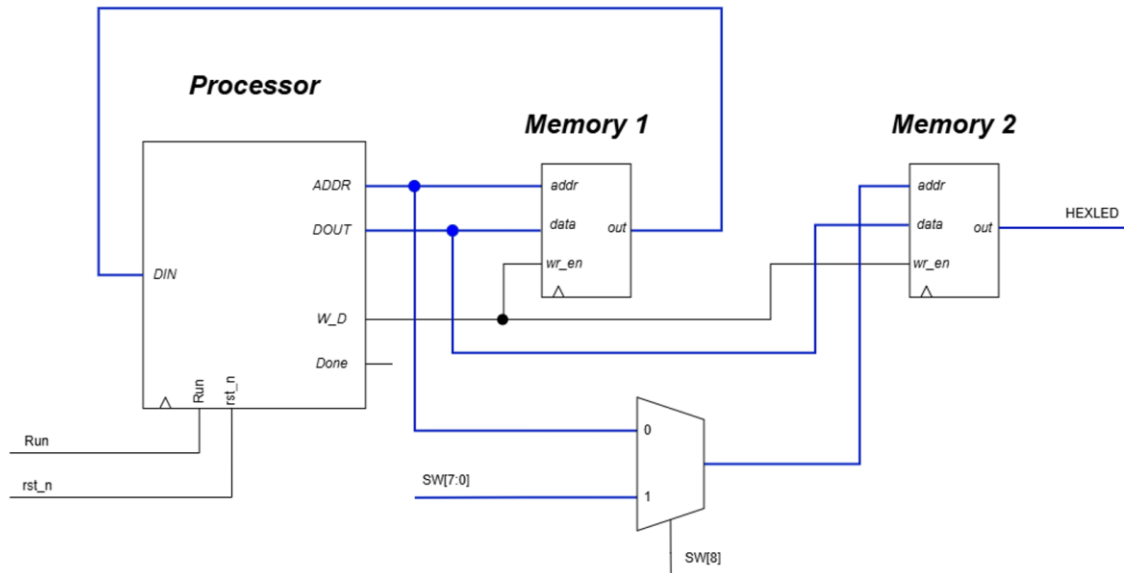 Processor
Memory 1
Memory 2
ADDR
DOUT
DIN
W_D
Done
Run
rst_n
addr
data
out
wr_en
addr
data
out
wr_en
HEXLED
Run
rst_n
0
1
SW[7:0]
SW[8]